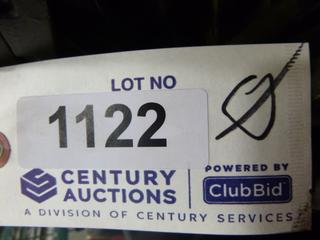 LOT NO
1122
CENTURY
AUCTIONS
POWERED BY
ClubBid
A DIVISION OF CENTURY SERVICES